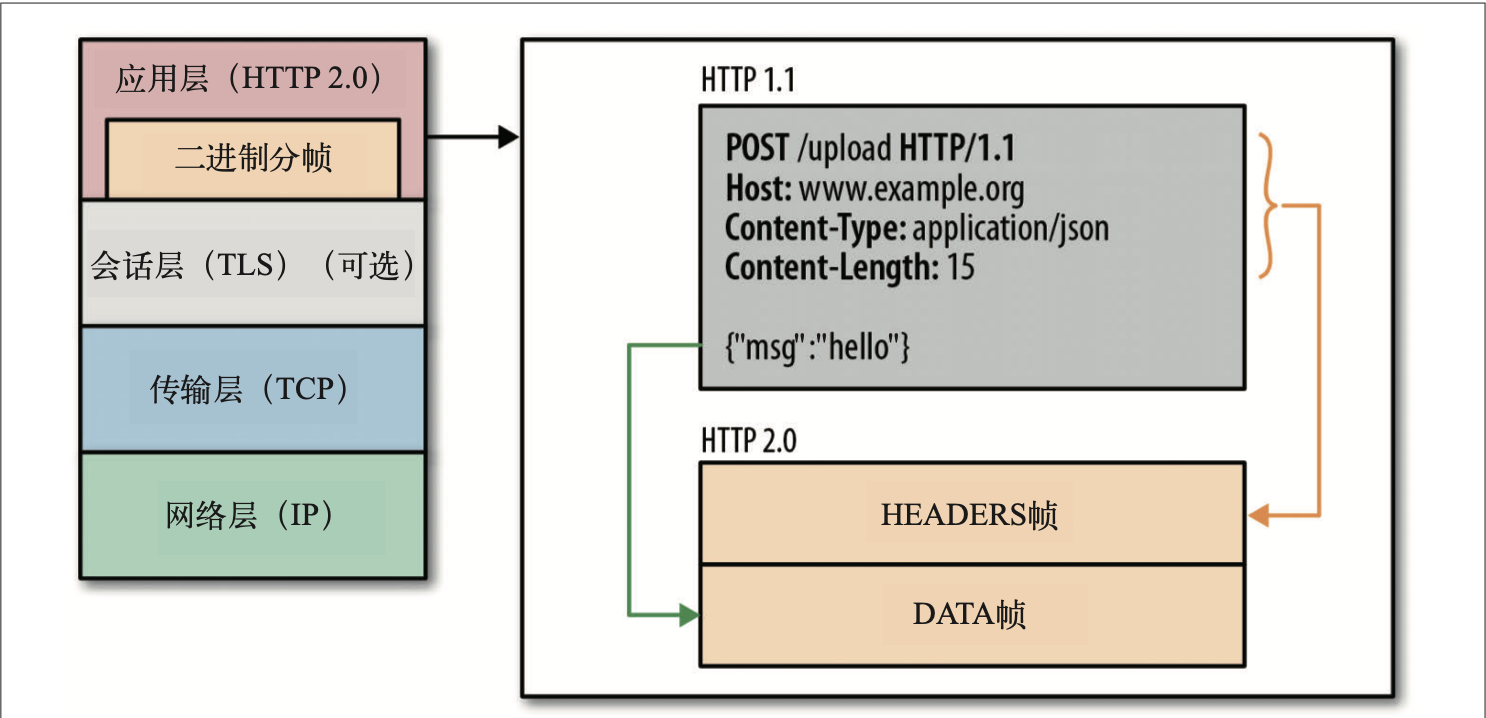 应用层（HTTP 2.0）
二进制分帧
会话层（TLS）（可选）
传输层（TCP）
网络层（IP）
HTTP 1.1
POST /upload HTTP/1.1
Host: www.example.org
Content-Type: application/json
Content-Length: 15
{"msg":"hello"}
HTTP 2.0
HEADERS帧
DATA帧